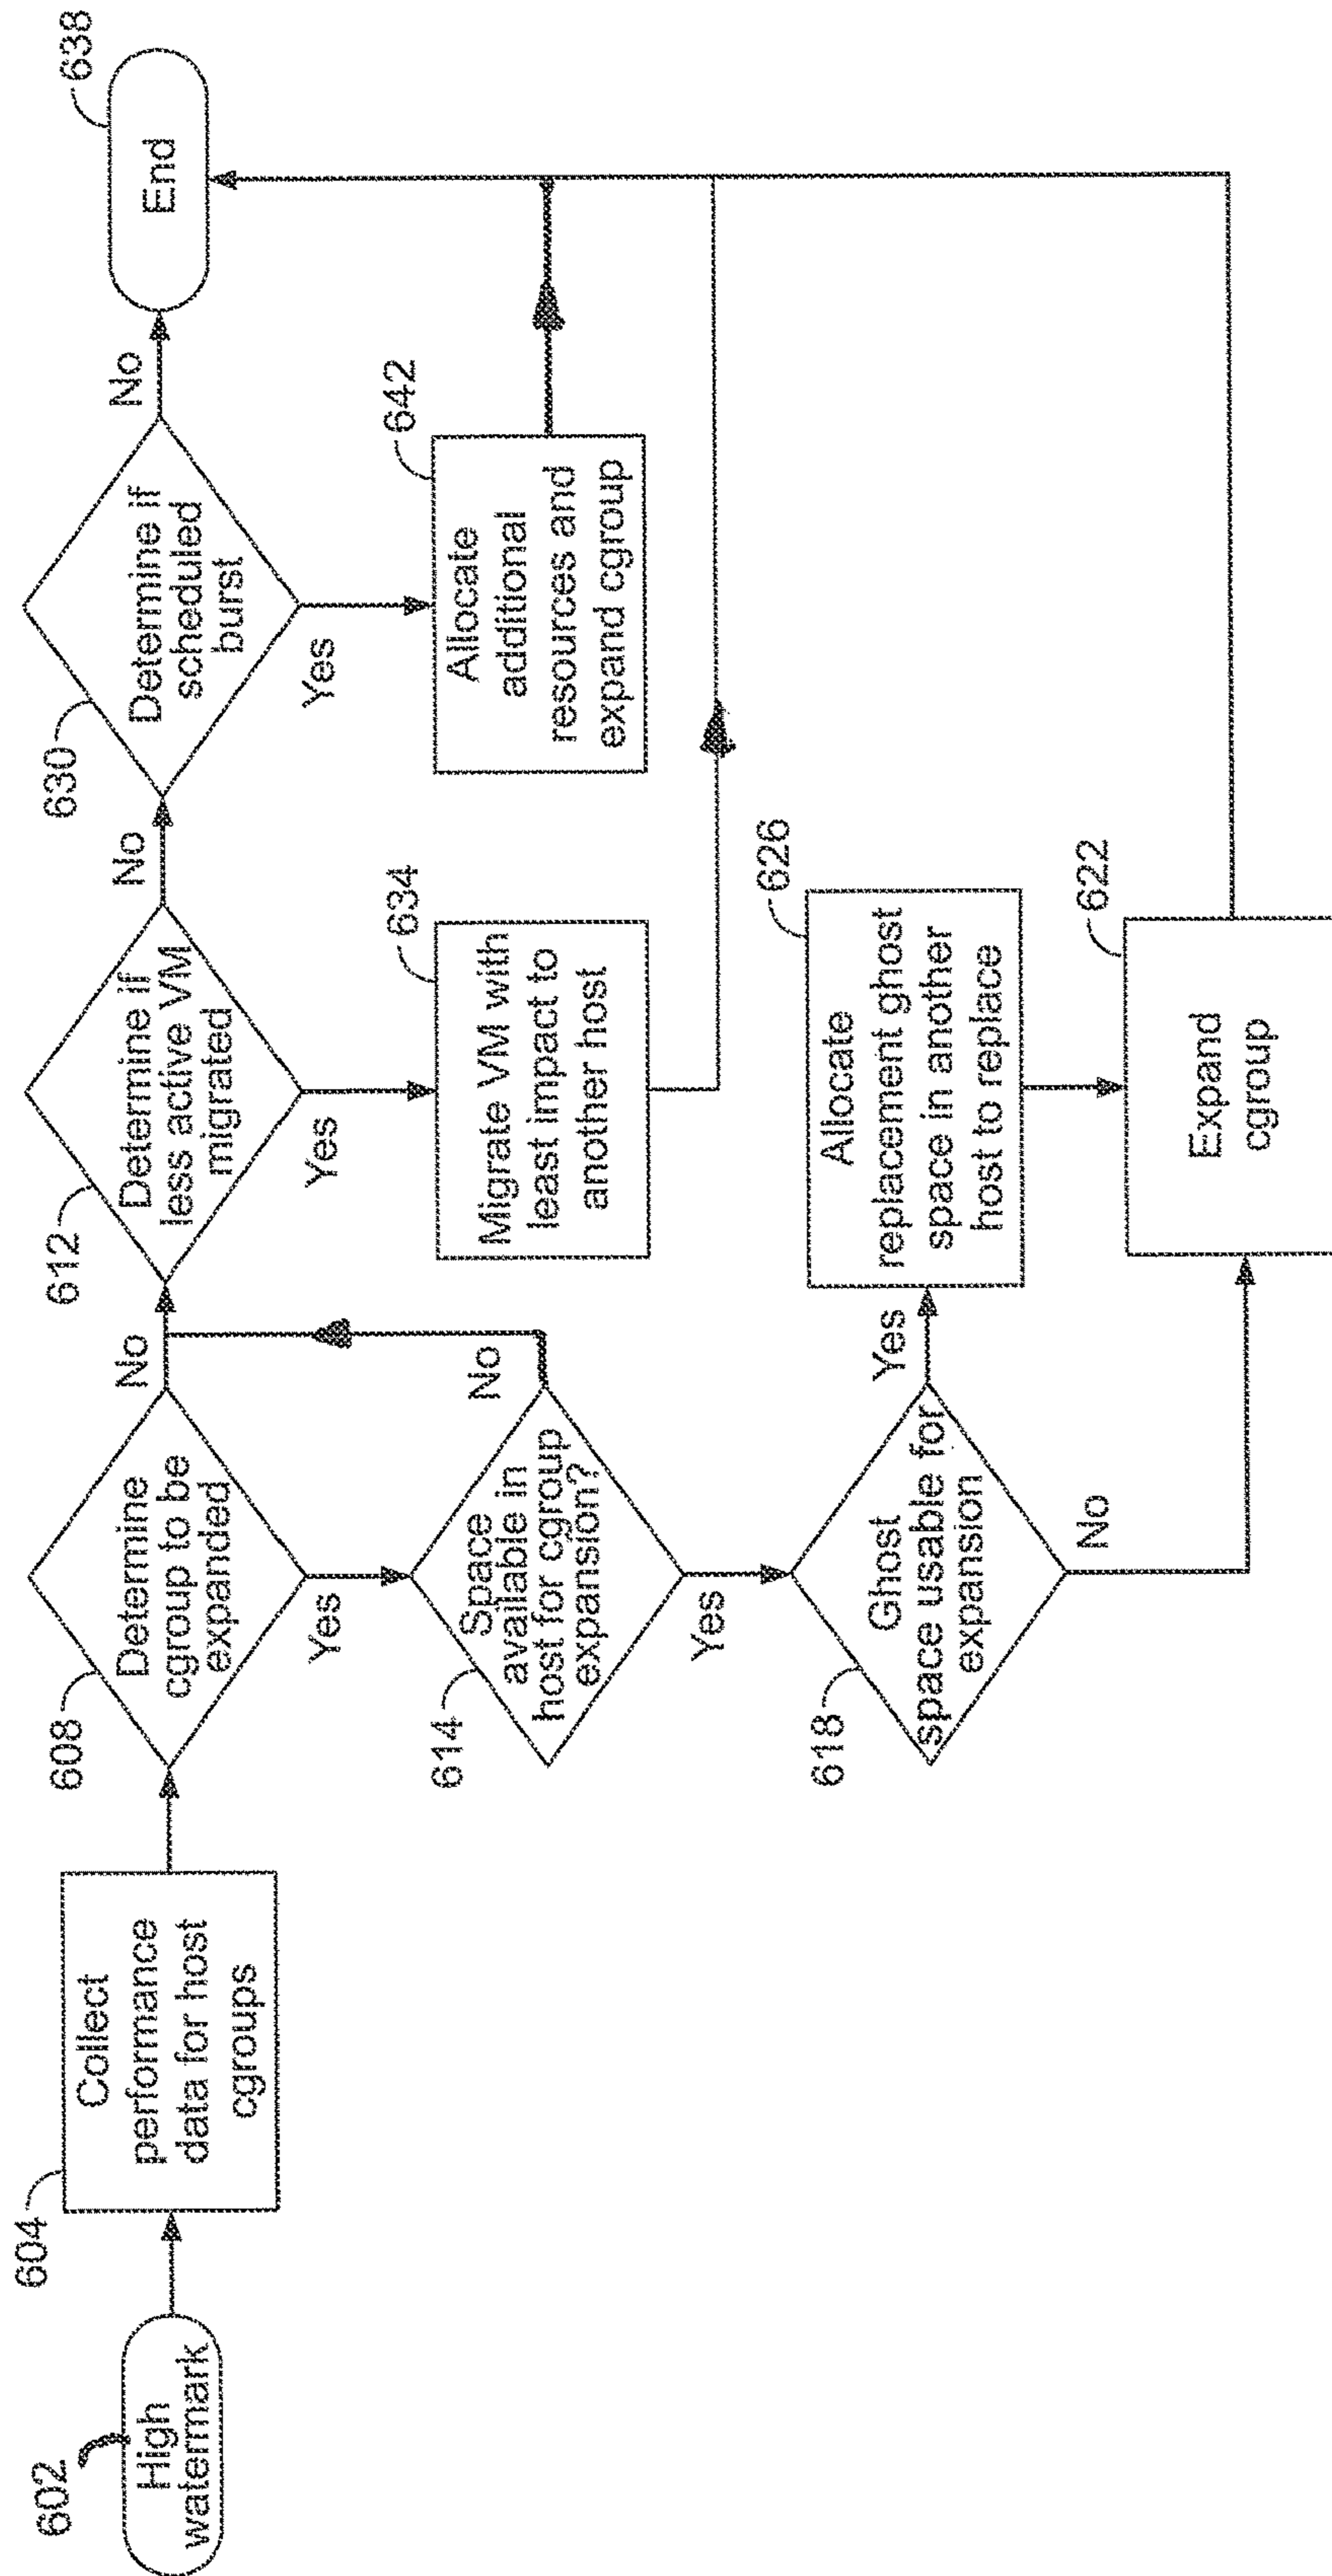 602
High
watermark
604
Collect
performance
data for host
cgroups
608
Determine
cgroup to be
expanded
No
Yes
612
Determine if
less active VM
migrated
No
Yes
630
Determine if
scheduled
burst
No
Yes
638
End
614
Space
available in
host for cgroup
expansion?
No
Yes
634
Migrate VM with
least impact to
another host
642
Allocate
additional
resources and
expand cgroup
618
Ghost
space usable for
expansion
Yes
No
626
Allocate
replacement ghost
space in another
host to replace
622
Expand
cgroup